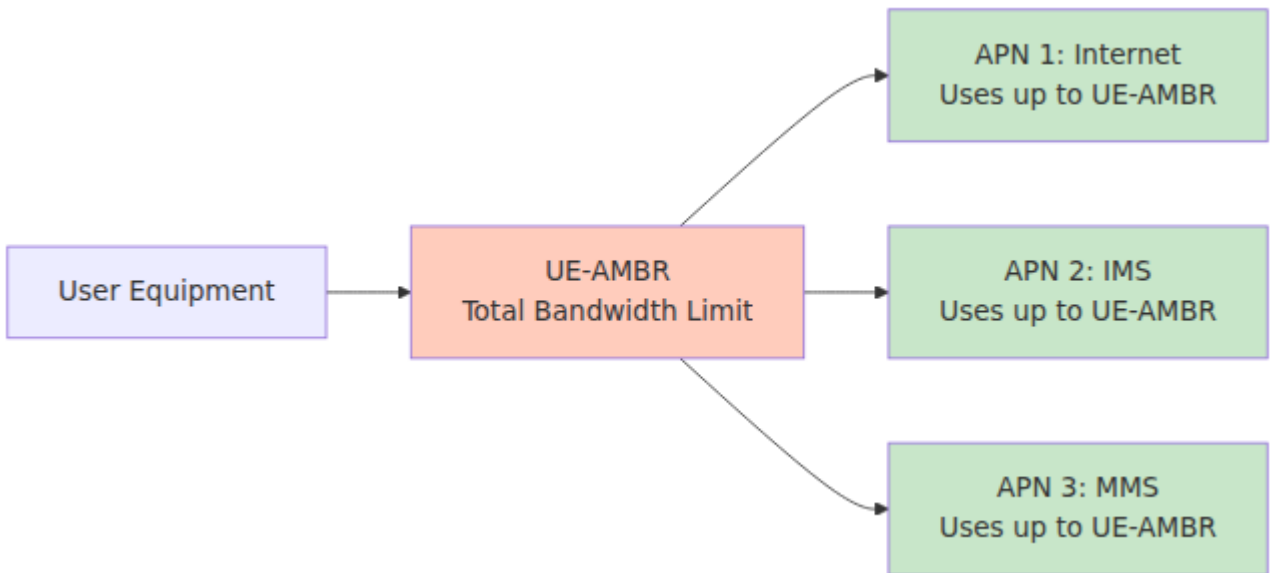 User Equipment
UE-AMBR
Total Bandwidth Limit
APN 1: Internet
Uses up to UE-AMBR
APN 2: IMS
Uses up to UE-AMBR
APN 3: MMS
Uses up to UE-AMBR